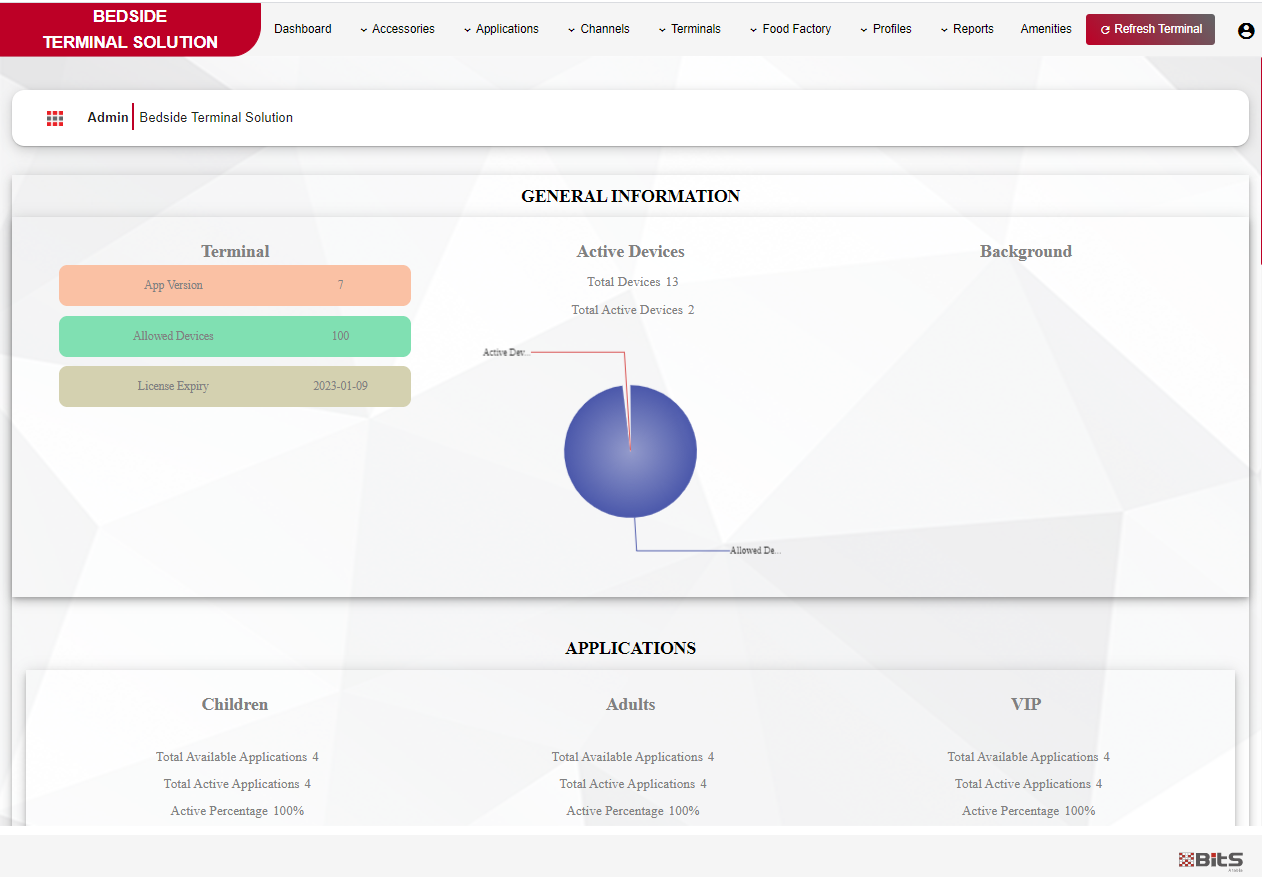 BEDSIDE
TERMINAL SOLUTION
Dashboard Accessories Applications Channels Terminals Food Factory Profiles Reports Amenities Refresh Terminal
Admin Bedside Terminal Solution
GENERAL INFORMATION
Terminal
App Version 7
Allowed Devices 100
License Expiry 2023-01-09
Active Devices
Total Devices 13
Total Active Devices 2
Active Dev...
Allowed De...
Background
APPLICATIONS
Children
Total Available Applications 4
Total Active Applications 4
Active Percentage 100%
Adults
Total Available Applications 4
Total Active Applications 4
Active Percentage 100%
VIP
Total Available Applications 4
Total Active Applications 4
Active Percentage 100%
BitS